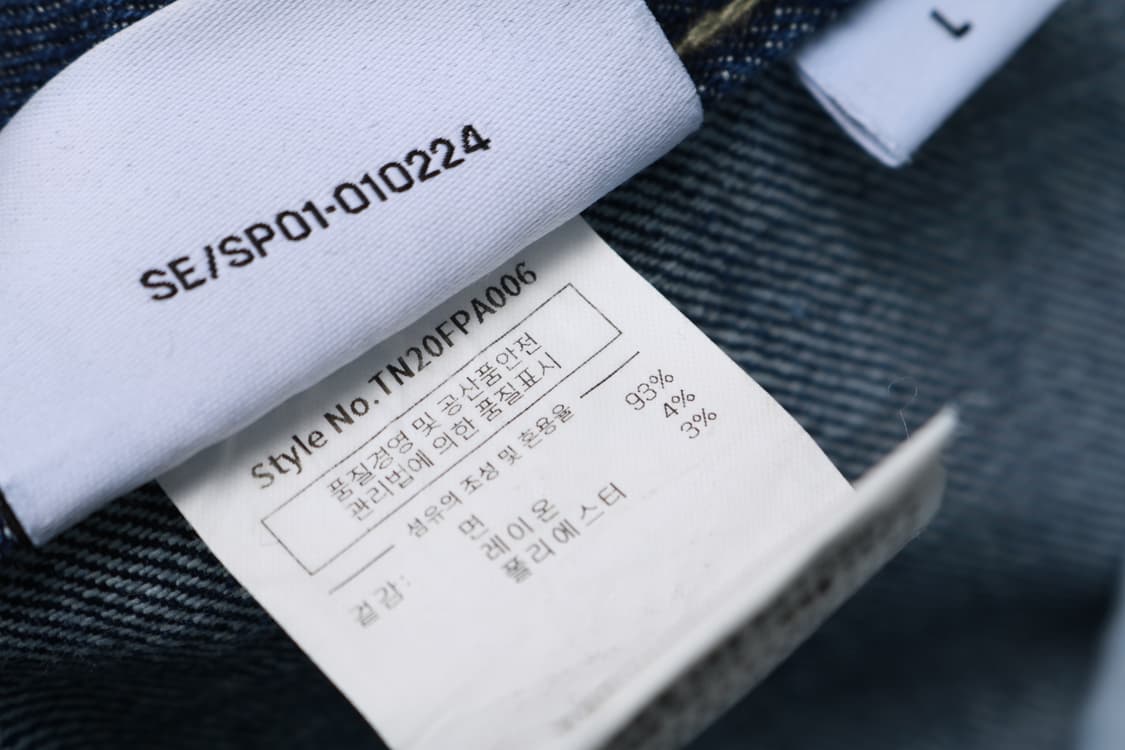 L
SE/SP01-010224
Style No.TN20FPA006
품질경영 및 공산품안전
관리법에 의한 품질표시
섬유의 조성 및 혼용율
겉감: 면 93%
레이온 4%
폴리에스터 3%